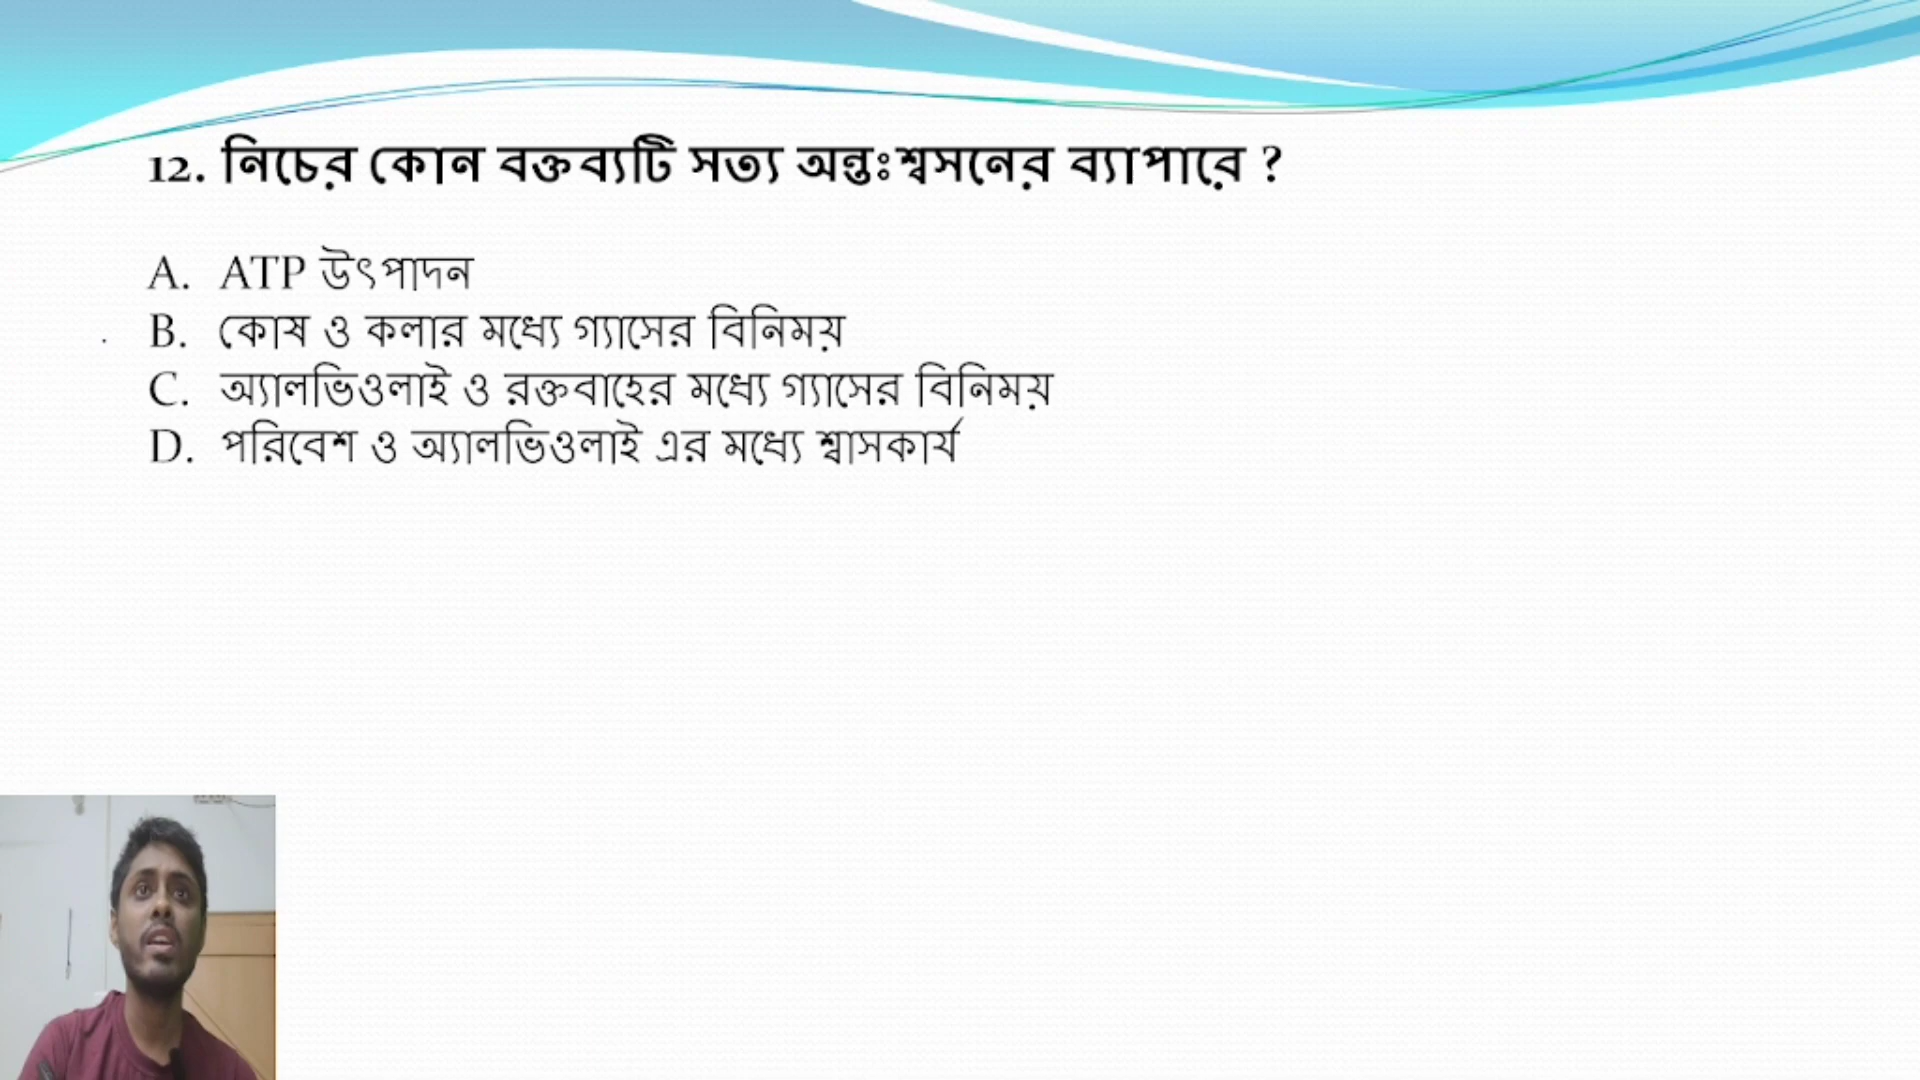 12. নিচের কোন বক্তব্যটি সত্য অন্তঃশ্বসনের ব্যাপারে ?
A. ATP উৎপাদন
B. কোষ ও কলার মধ্যে গ্যাসের বিনিময়
C. অ্যালভিওলাই ও রক্তবাহের মধ্যে গ্যাসের বিনিময়
D. পরিবেশ ও অ্যালভিওলাই এর মধ্যে শ্বাসকার্য